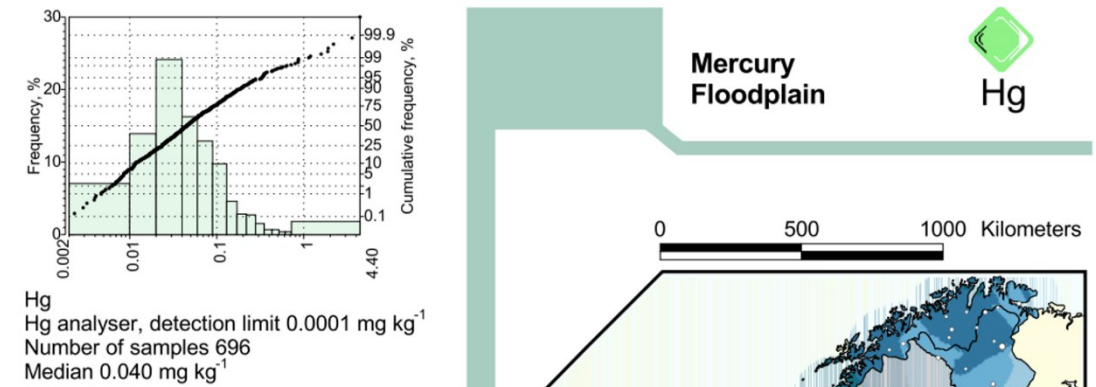 30
20
10
0
Frequency, %
99.9
99
95
90
75
50
25
10
5
1
0.1
Cumulative frequency, %
0.002
0.01
0.1
1
4.40
Hg
Hg analyser, detection limit 0.0001 mg kg⁻¹
Number of samples 696
Median 0.040 mg kg⁻¹
Mercury
Floodplain
Hg
0 500 1000 Kilometers